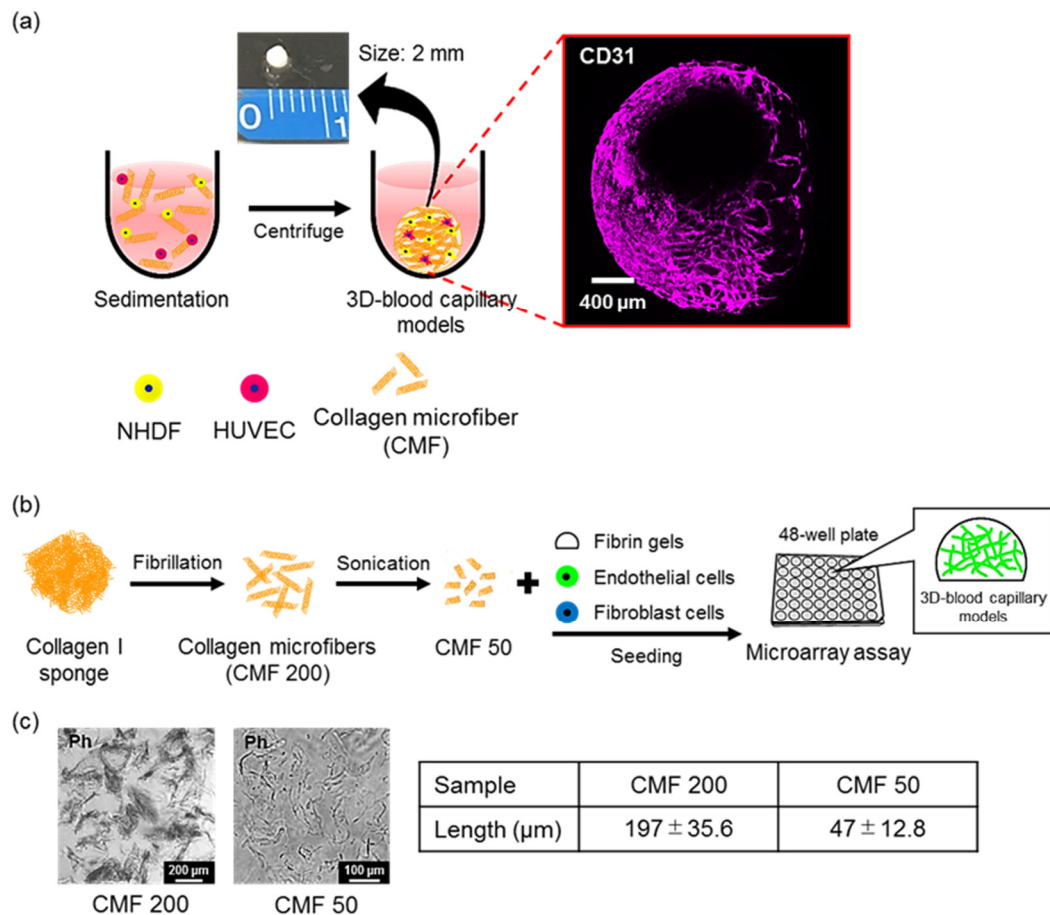 (a)
Size: 2 mm
0 1
CD31
400 µm
Centrifuge
Sedimentation
3D-blood capillary
models
NHDF
HUVEC
Collagen microfiber
(CMF)
(b)
Fibrillation
Sonication
Fibrin gels
Endothelial cells
Fibroblast cells
48-well plate
3D-blood capillary
models
Collagen I
sponge
Collagen microfibers
(CMF 200)
CMF 50
+
Seeding
Microarray assay
(c)
Ph
200 µm
CMF 200
Ph
100 µm
CMF 50
Sample CMF 200 CMF 50
Length (µm) 197 ± 35.6 47 ± 12.8